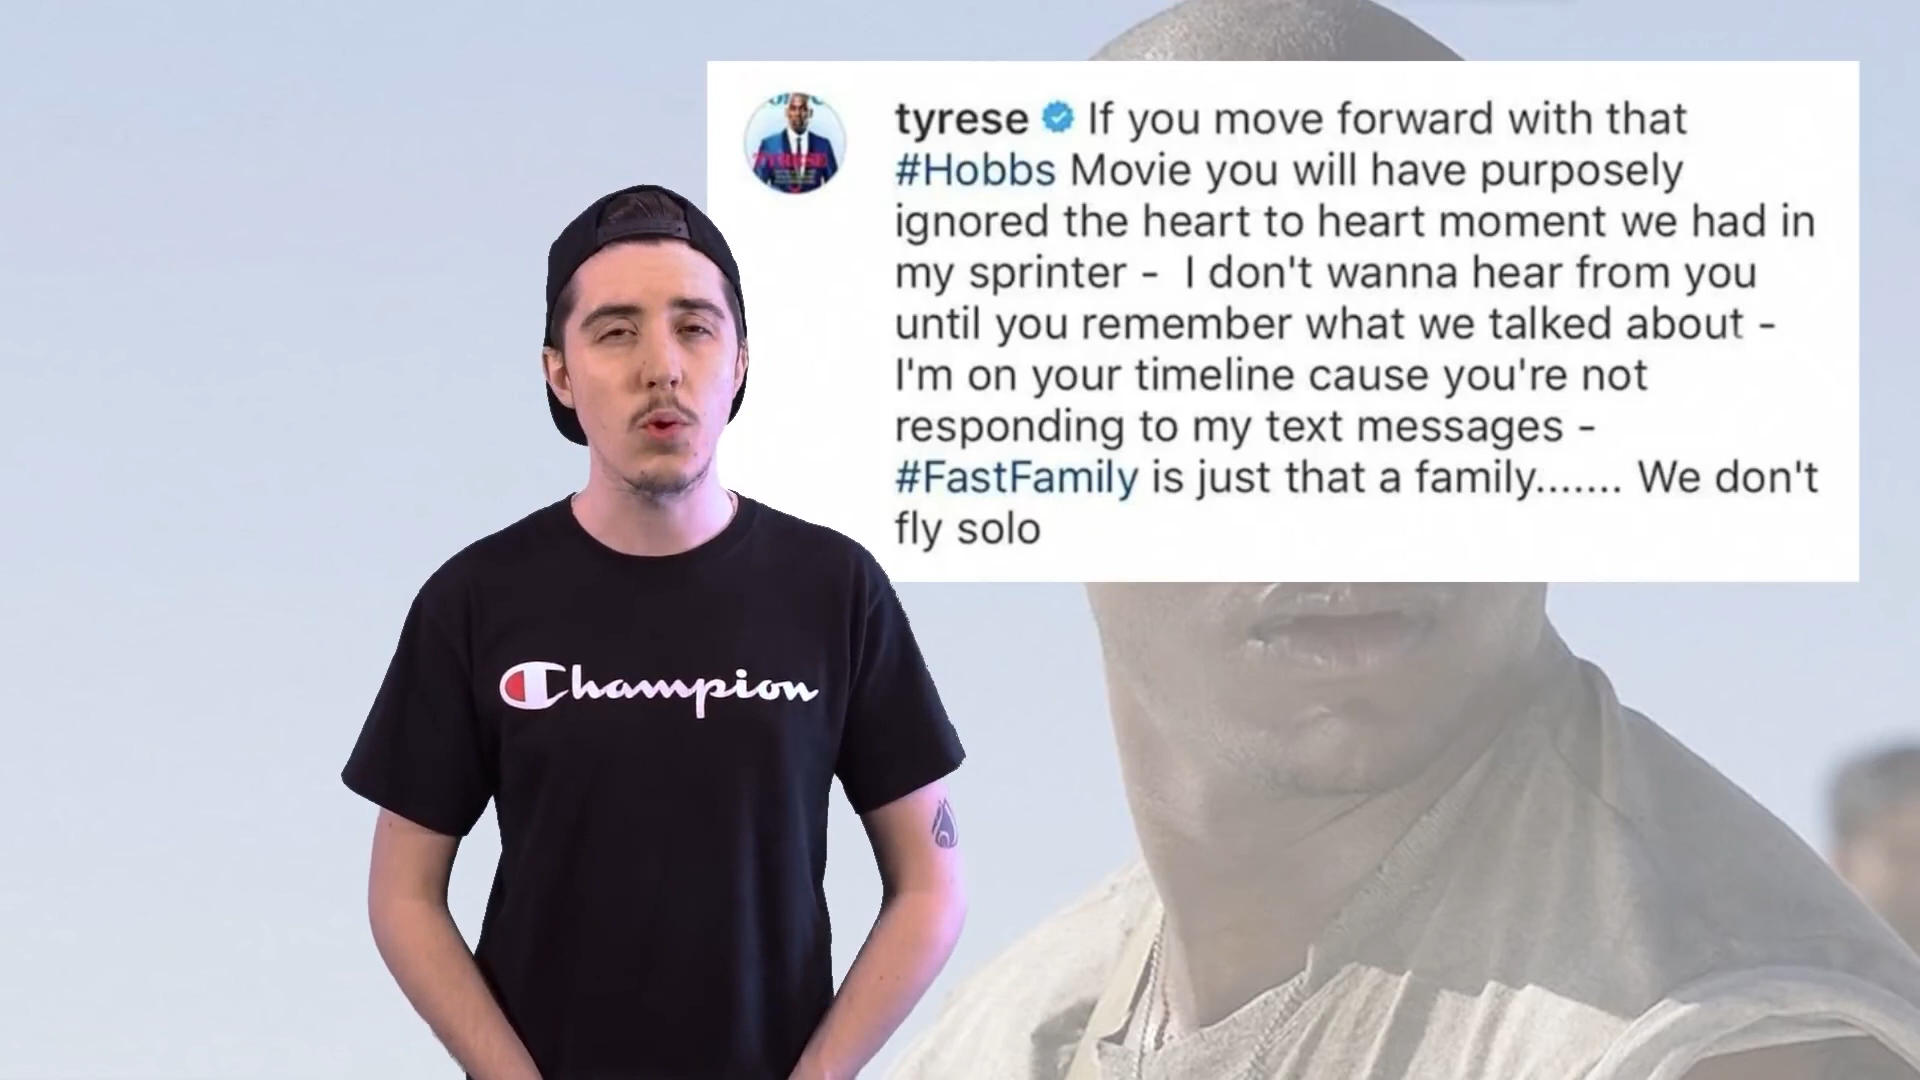 tyrese If you move forward with that
#Hobbs Movie you will have purposely
ignored the heart to heart moment we had in
my sprinter - I don't wanna hear from you
until you remember what we talked about -
I'm on your timeline cause you're not
responding to my text messages -
#FastFamily is just that a family....... We don't
fly solo
TYRESE
Champion